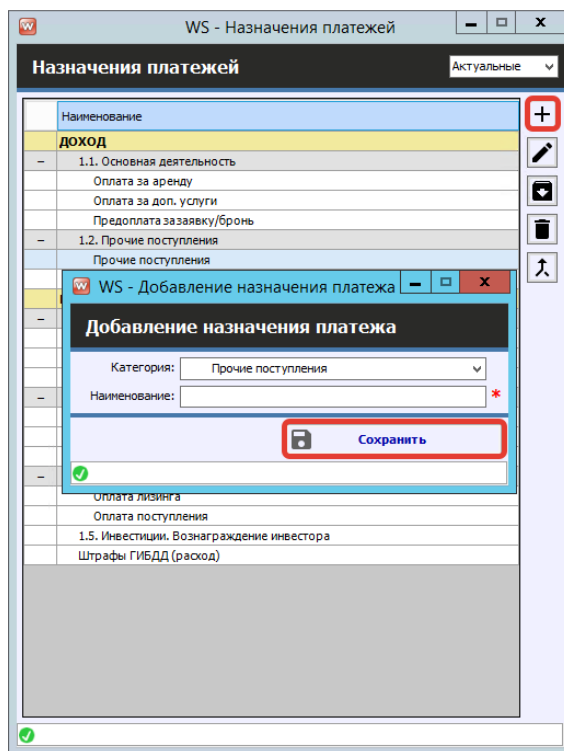 WS - Назначения платежей
Назначения платежей
Актуальные
Наименование
ДОХОД
1.1. Основная деятельность
Оплата за аренду
Оплата за доп. услуги
Предоплата зазаявку/бронь
1.2. Прочие поступления
Прочие поступления
WS - Добавление назначения платежа
Добавление назначения платежа
Категория:
Прочие поступления
Наименование:
*
Сохранить
Оплата лизинга
Оплата поступления
1.5. Инвестиции. Вознаграждение инвестора
Штрафы ГИБДД (расход)